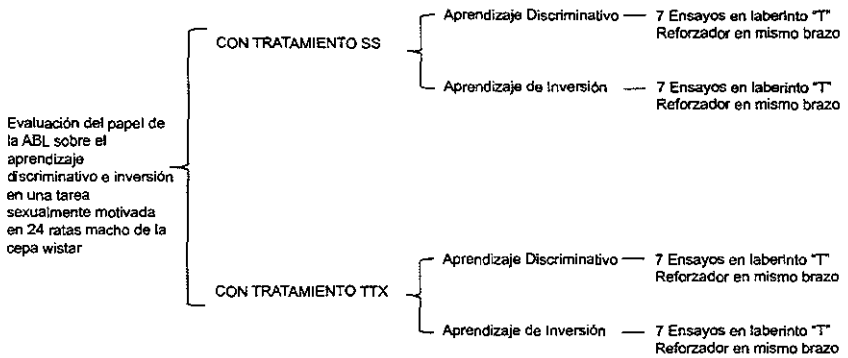 Evaluación del papel de
la ABL sobre el
aprendizaje
discriminativo e inversión
en una tarea
sexualmente motivada
en 24 ratas macho de la
cepa wistar
CON TRATAMIENTO SS
Aprendizaje Discriminativo — 7 Ensayos en laberinto "T"
Reforzador en mismo brazo
Aprendizaje de Inversión — 7 Ensayos en laberinto "T"
Reforzador en mismo brazo
CON TRATAMIENTO TTX
Aprendizaje Discriminativo — 7 Ensayos en laberinto "T"
Reforzador en mismo brazo
Aprendizaje de Inversión — 7 Ensayos en laberinto "T"
Reforzador en mismo brazo